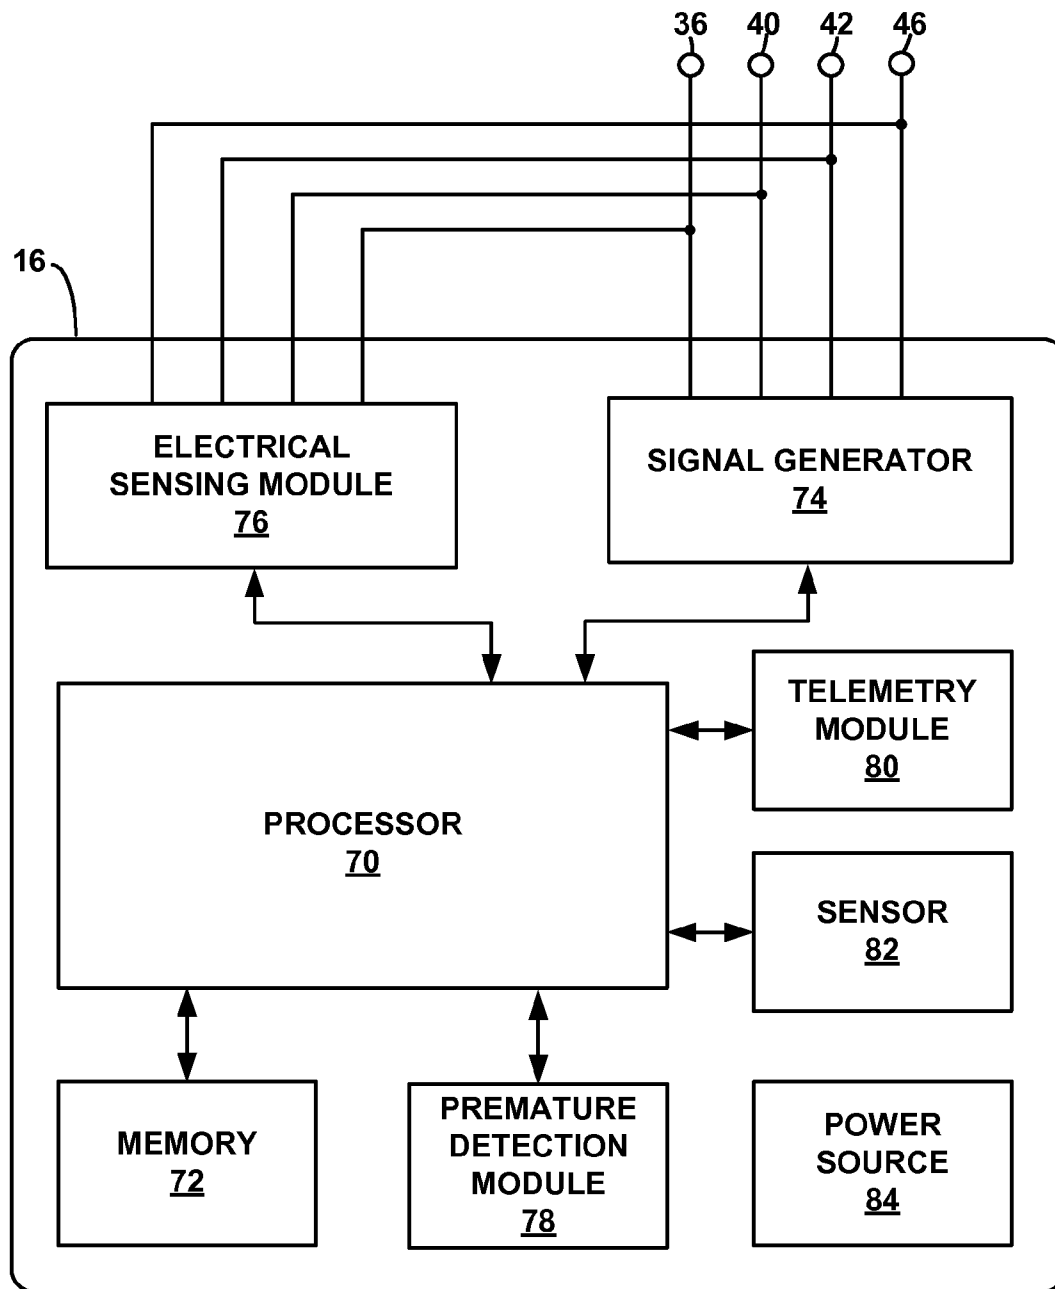 36 40 42 46
16
ELECTRICAL
SENSING MODULE
76
SIGNAL GENERATOR
74
TELEMETRY
MODULE
80
PROCESSOR
70
SENSOR
82
MEMORY
72
PREMATURE
DETECTION
MODULE
78
POWER
SOURCE
84